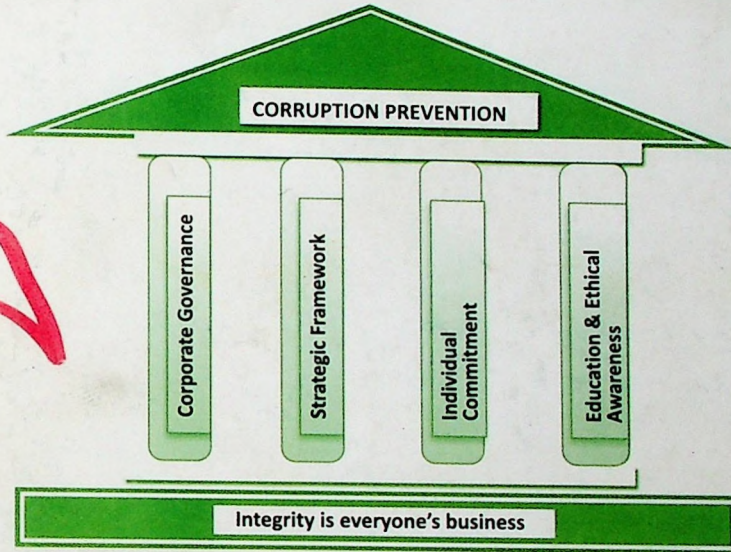 CORRUPTION PREVENTION
Corporate Governance
Strategic Framework
Individual
Commitment
Education & Ethical
Awareness
Integrity is everyone's business